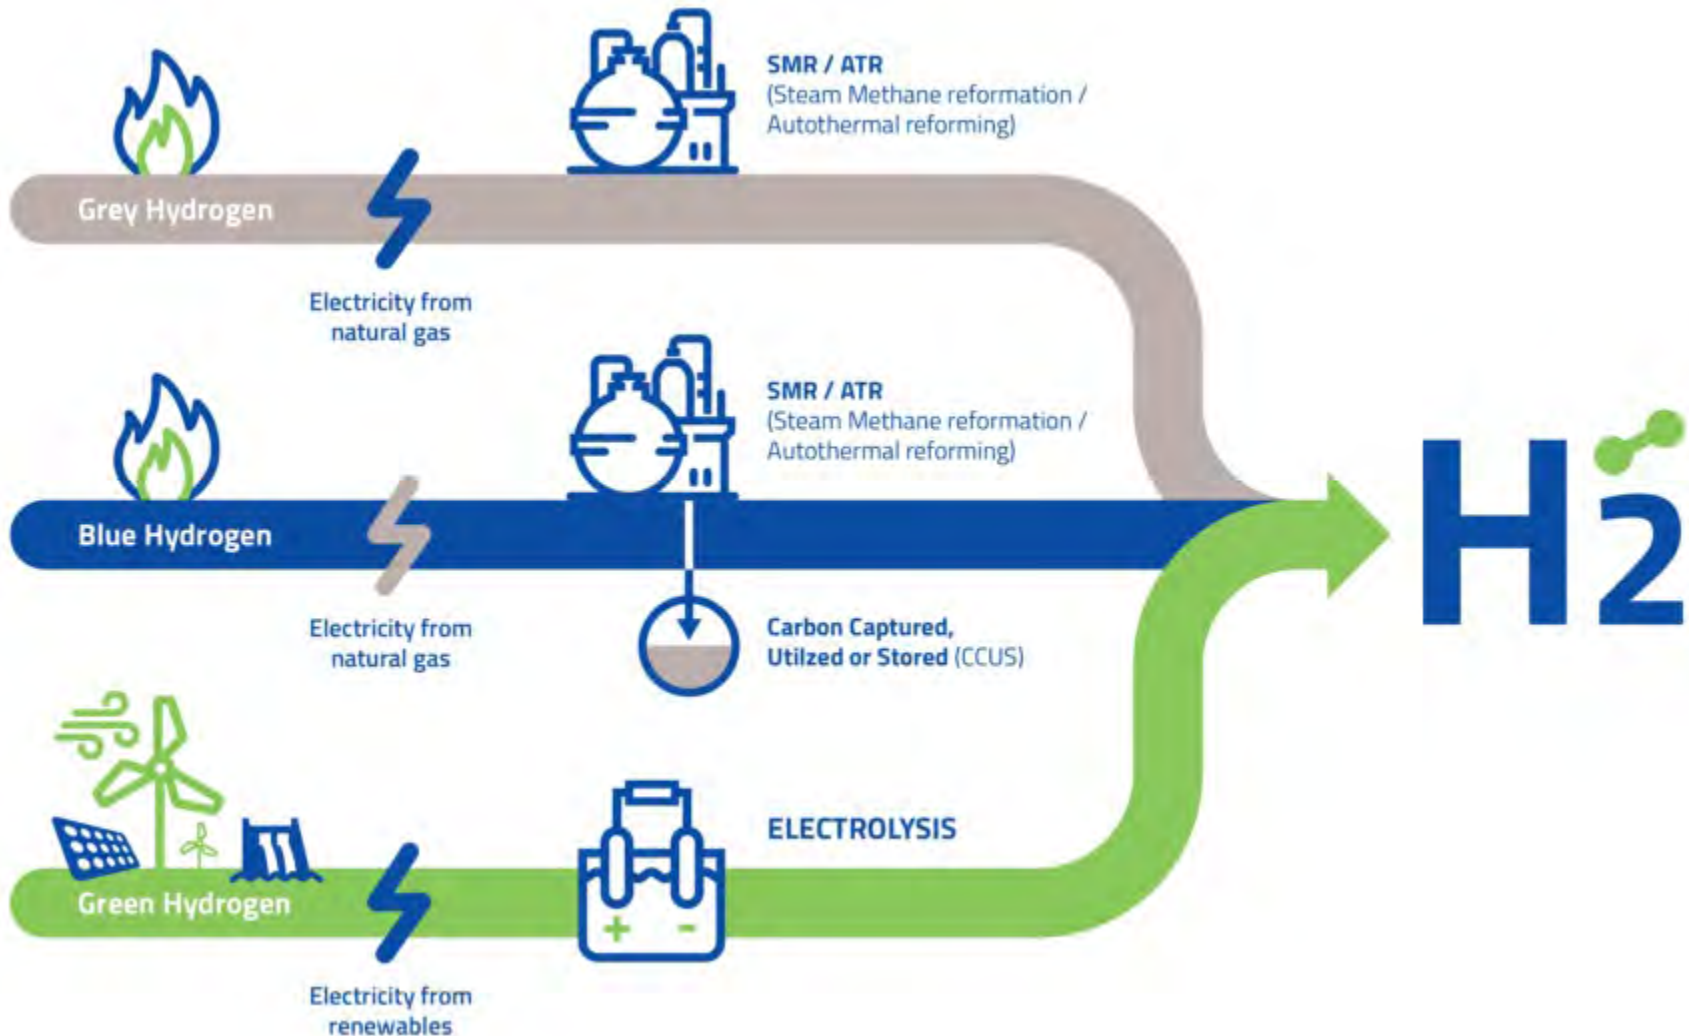 SMR / ATR
(Steam Methane reformation /
Autothermal reforming)
Grey Hydrogen
Electricity from
natural gas
SMR / ATR
(Steam Methane reformation /
Autothermal reforming)
Blue Hydrogen
Electricity from
natural gas
Carbon Captured,
Utilzed or Stored (CCUS)
H2
ELECTROLYSIS
Green Hydrogen
+ -
Electricity from
renewables